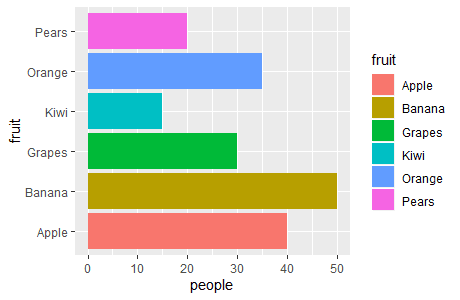 Pears
Orange
Kiwi
Grapes
Banana
Apple
fruit
0 10 20 30 40 50
people
fruit
Apple
Banana
Grapes
Kiwi
Orange
Pears